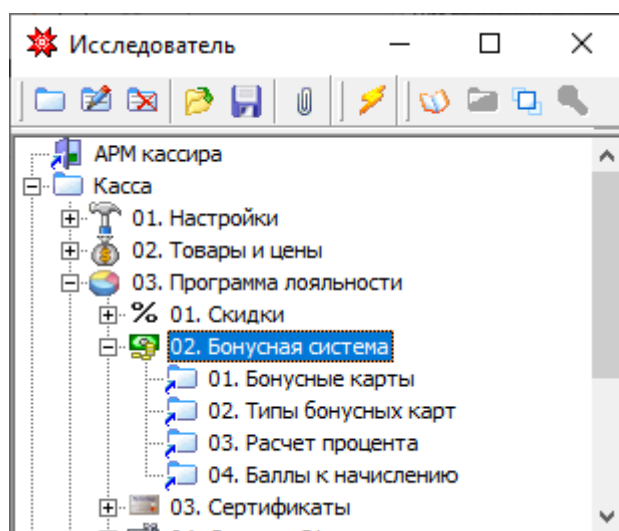 Исследователь
АРМ кассира
Касса
01. Настройки
02. Товары и цены
03. Программа лояльности
% 01. Скидки
02. Бонусная система
01. Бонусные карты
02. Типы бонусных карт
03. Расчет процента
04. Баллы к начислению
03. Сертификаты